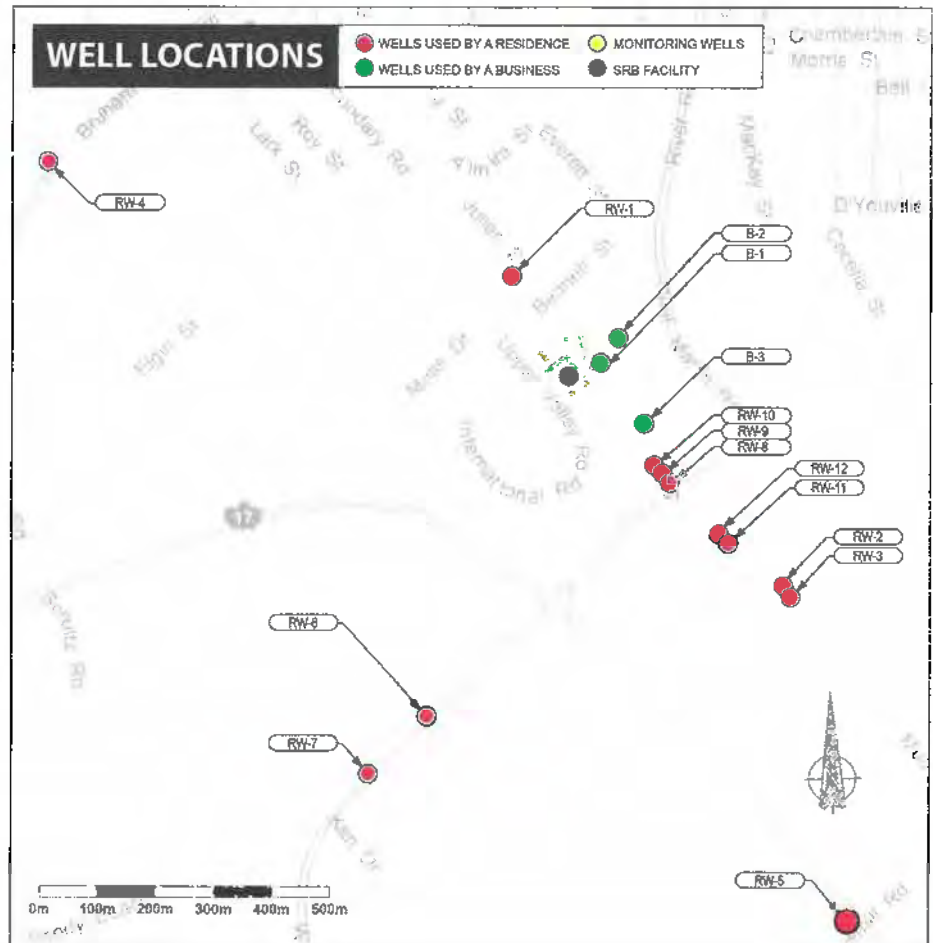 WELL LOCATIONS
WELLS USED BY A RESIDENCE
MONITORING WELLS
WELLS USED BY A BUSINESS
SRB FACILITY
Chamberlain S
Morris St
Bell
River R
Lark St
Roy St
Everett St
RW-4
RW-1
D'Youville
Cecelia St
B-2
B-1
Elgin St
B-3
RW-10
RW-9
RW-8
International Rd
RW-12
RW-11
17
RW-2
RW-3
RW-6
RW-7
RW-5
0m 100m 200m 300m 400m 500m